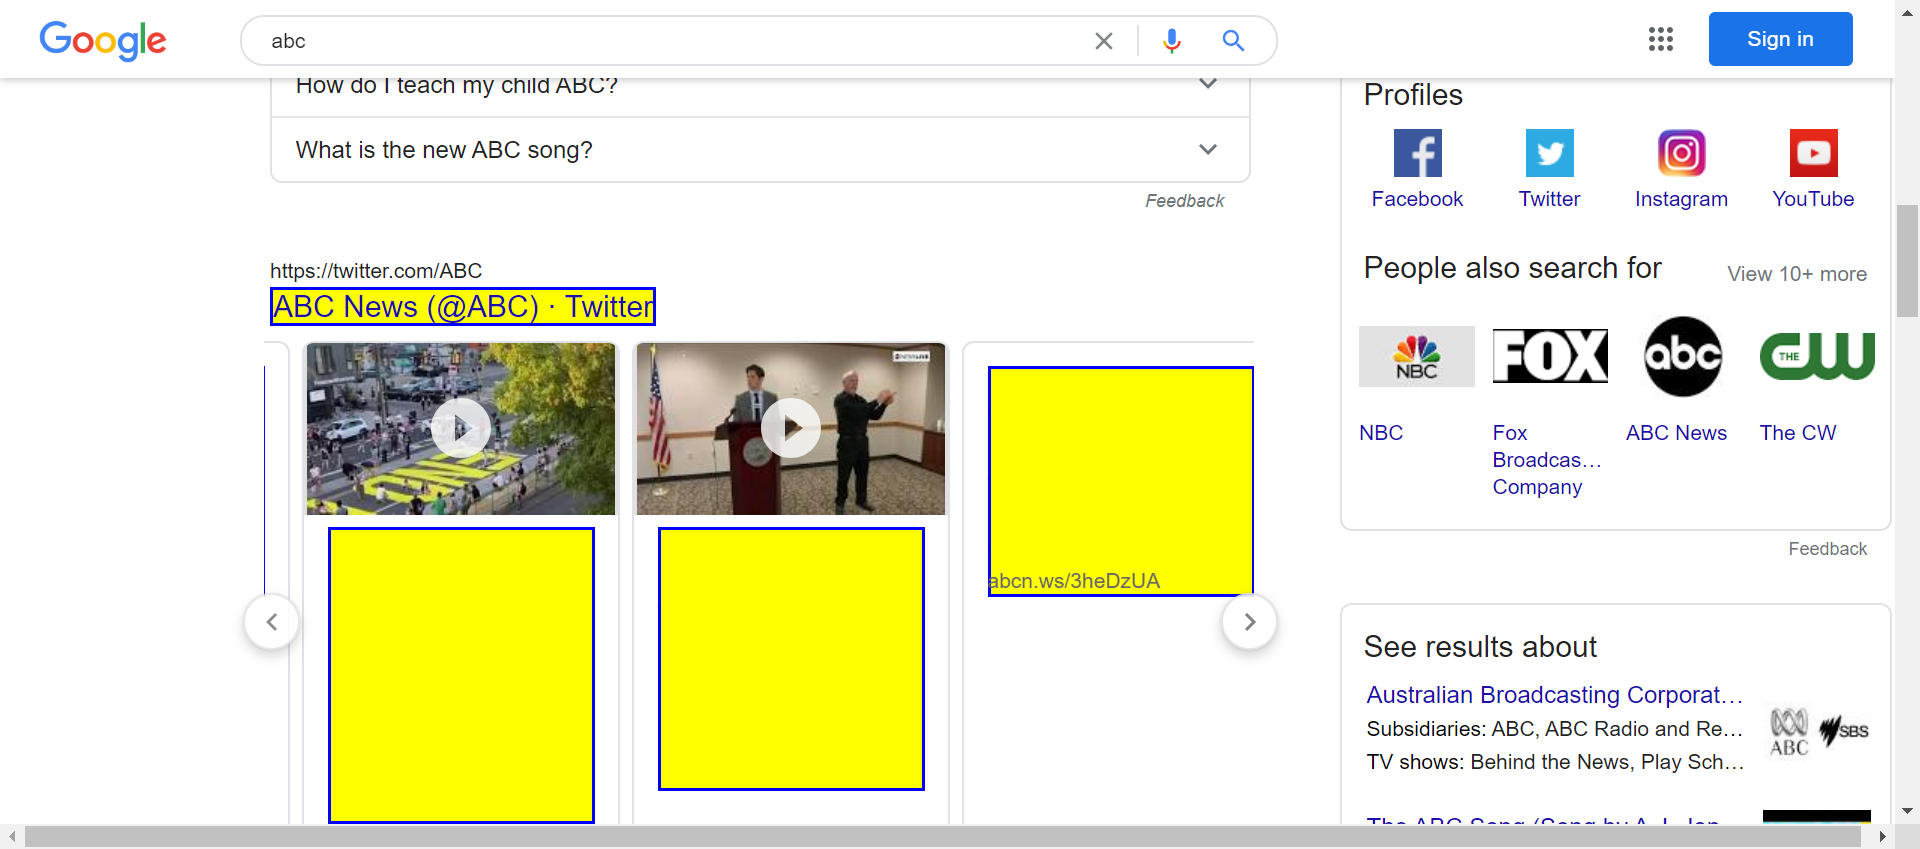 Google
abc
Sign in
How do I teach my child ABC?
What is the new ABC song?
Feedback
https://twitter.com/ABC
ABC News (@ABC) · Twitter
abcn.ws/3heDzUA
Profiles
Facebook
Twitter
Instagram
YouTube
People also search for
View 10+ more
NBC
FOX
abc
THE CW
NBC
Fox
Broadcas…
Company
ABC News
The CW
Feedback
See results about
Australian Broadcasting Corporat…
Subsidiaries: ABC, ABC Radio and Re…
TV shows: Behind the News, Play Sch…
ABC
SBS